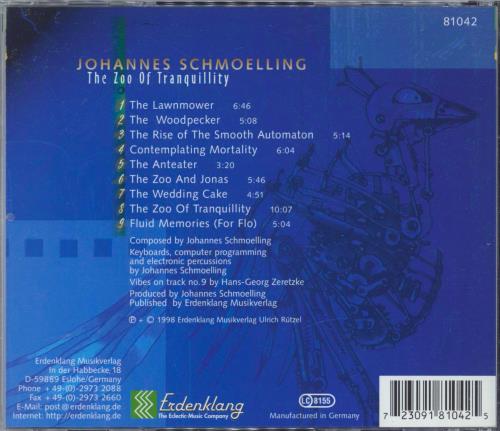 81042
JOHANNES SCHMOELLING
The Zoo Of Tranquillity
1 The Lawnmower 6:46
2 The Woodpecker 5:08
3 The Rise of The Smooth Automaton 5:14
4 Contemplating Mortality 6:04
5 The Anteater 3:20
6 The Zoo And Jonas 5:46
7 The Wedding Cake 4:51
8 The Zoo Of Tranquillity 10:07
9 Fluid Memories (For Flo) 5:04
Composed by Johannes Schmoelling
Keyboards, computer programming
and electronic percussions
by Johannes Schmoelling
Vibes on track no.9 by Hans-Georg Zeretzke
Produced by Johannes Schmoelling
Published by Erdenklang Musikverlag
℗ + © 1998 Erdenklang Musikverlag Ulrich Rützel
Erdenklang Musikverlag
In der Habbecke, 18
D-59889 Eslohe/Germany
Phone +49-(0)-2973 2088
Fax +49-(0)-2973 2660
E-Mail: post@erdenklang.de
Internet: http://erdenklang.de
Erdenklang
The Eclectic-Music Company
LC 8155
Manufactured in Germany
7 23091 81042 5